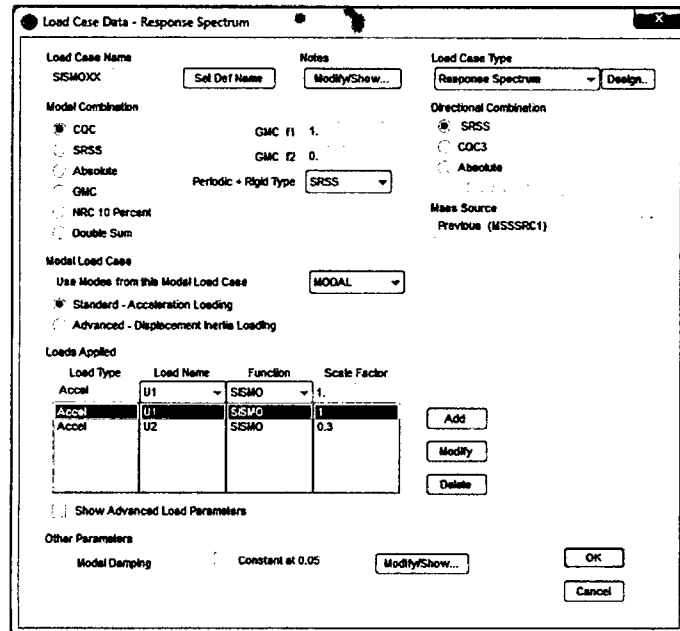 Load Case Data - Response Spectrum
Load Case Name
Notes
Load Case Type
SISMOXX
Set Def Name
Modify/Show...
Response Spectrum
Design..
Modal Combination
Directional Combination
CQC
GMC f1 1.
SRSS
SRSS
GMC f2 0.
CQC3
Absolute
Periodic + Rigid Type SRSS
Absolute
GMC
NRC 10 Percent
Mass Source
Double Sum
Previous (MSSSRC1)
Modal Load Case
Use Modes from this Modal Load Case MODAL
Standard - Acceleration Loading
Advanced - Displacement Inertia Loading
Loads Applied
Load Type Load Name Function Scale Factor
Accel U1 SISMO 1.
Accel U1 SISMO 1
Accel U2 SISMO 0.3
Add
Modify
Delete
Show Advanced Load Parameters
Other Parameters
Modal Damping Constant at 0.05 Modify/Show...
OK
Cancel